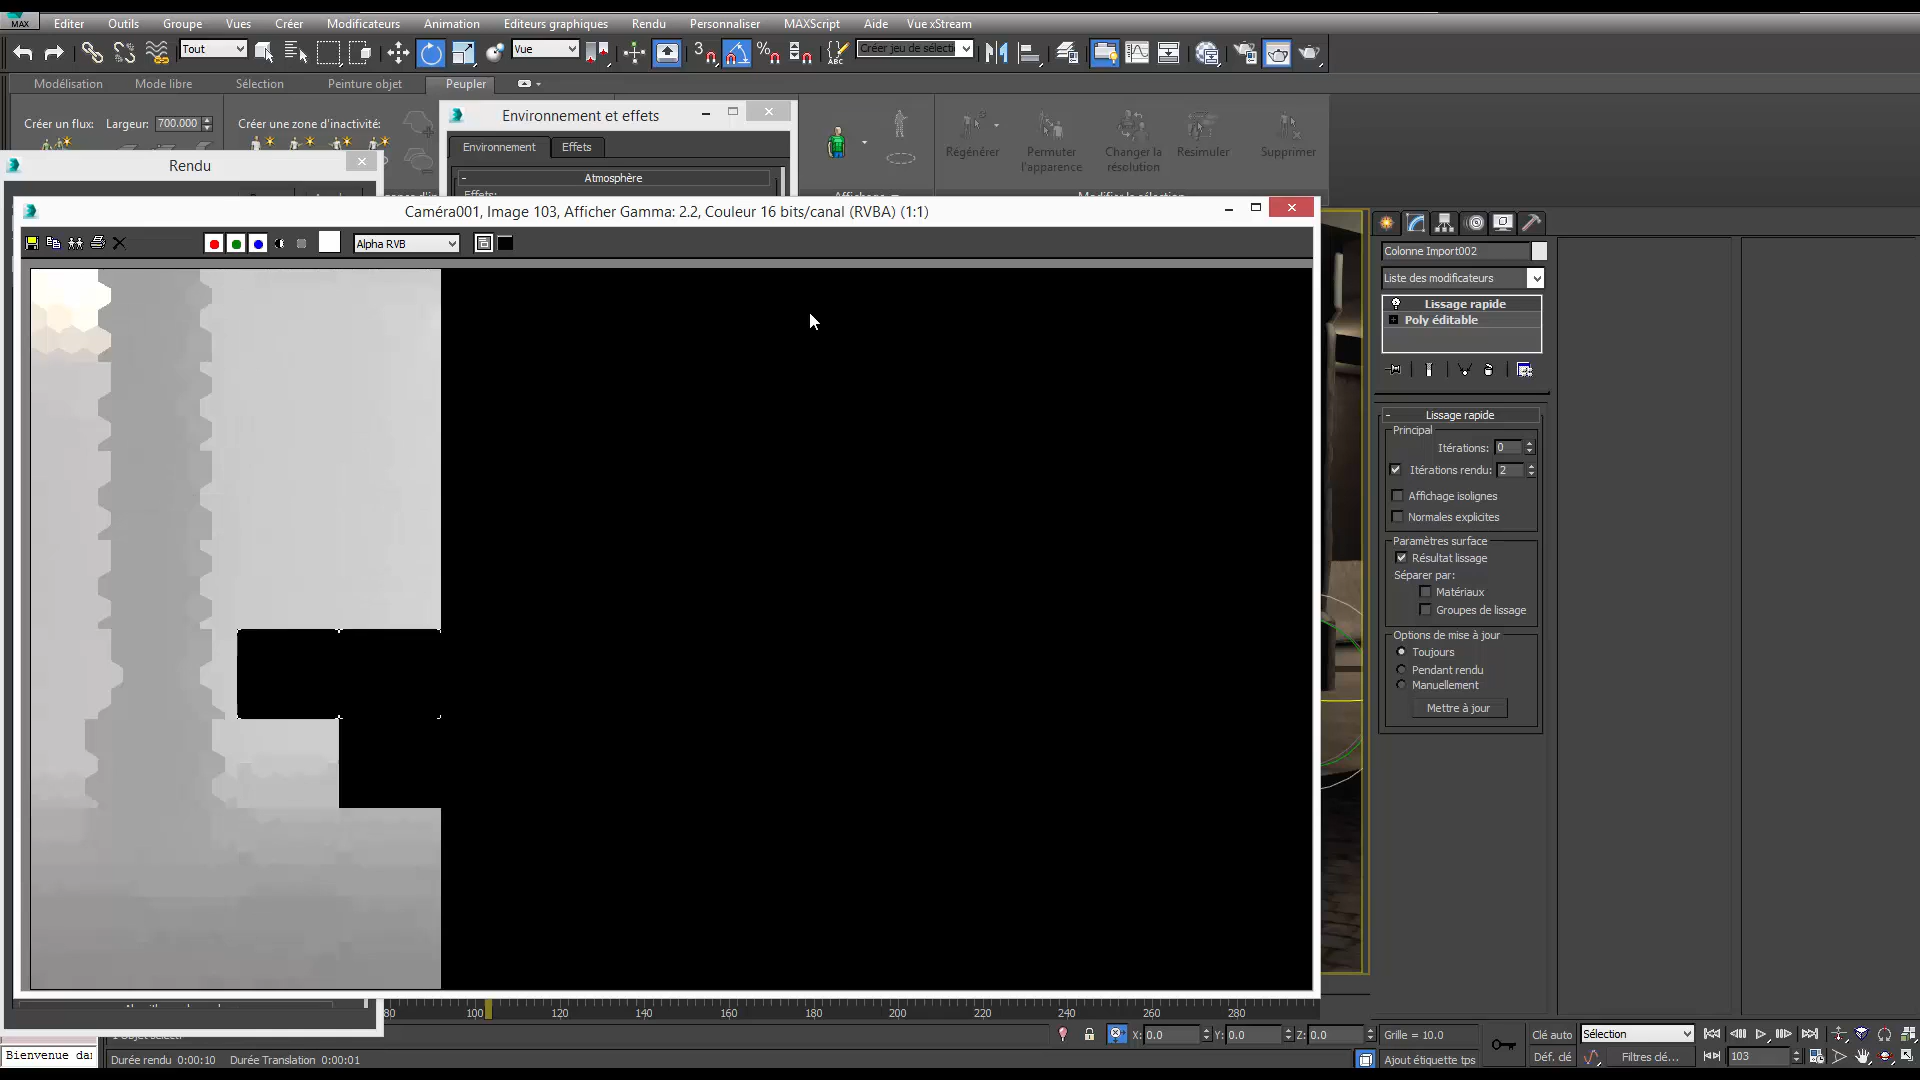 MAX
Editer Outils Groupe Vues Créer Modificateurs Animation Editeurs graphiques Rendu Personnaliser MAXScript Aide Vue xStream
Tout
Vue
3
%
ABC
Créer jeu de sélecti
Modélisation Mode libre Sélection Peinture objet Peupler
Créer un flux: Largeur: 700.000 Créer une zone d'inactivité:
Environnement et effets
Environnement Effets
- Atmosphère
Effets:
Régénérer Permuter l'apparence Changer la résolution Resimuler Supprimer
Rendu
Caméra001, Image 103, Afficher Gamma: 2.2, Couleur 16 bits/canal (RVBA) (1:1)
Alpha RVB
Colonne Import002
Liste des modificateurs
Lissage rapide
Poly éditable
- Lissage rapide
Principal
Itérations: 0
Itérations rendu: 2
Affichage isolignes
Normales explicites
Paramètres surface
Résultat lissage
Séparer par:
Matériaux
Groupes de lissage
Options de mise à jour
Toujours
Pendant rendu
Manuellement
Mettre à jour
80 100 120 140 160 180 200 220 240 260 280
X: 0.0 Y: 0.0 Z: 0.0 Grille = 10.0 Clé auto Sélection
Bienvenue da
Durée rendu 0:00:10 Durée Translation 0:00:01 Ajout étiquette tps Déf. clé Filtres clé... 103